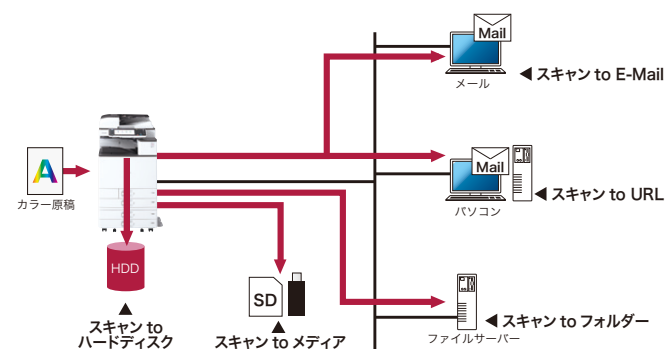 Mail
メール
スキャン to E-Mail
A
カラー原稿
Mail
パソコン
スキャン to URL
HDD
スキャン to
ハードディスク
SD
スキャン to メディア
ファイルサーバー
スキャン to フォルダー